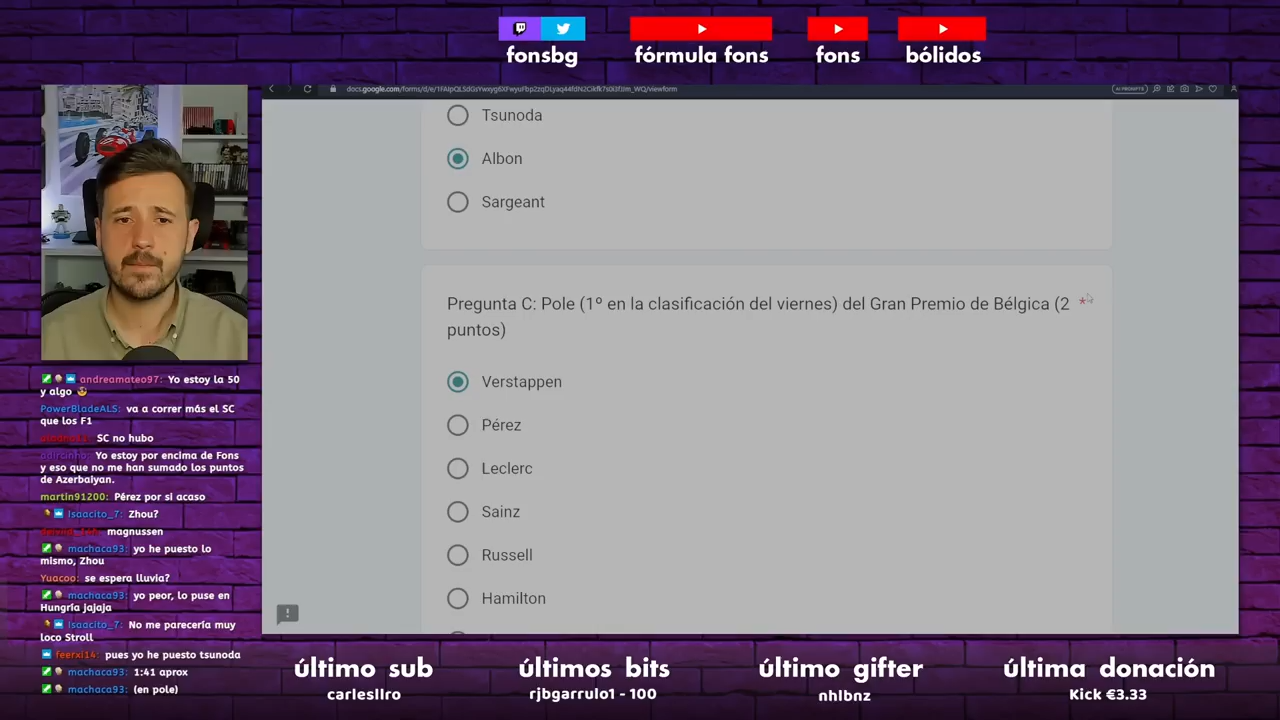 fonsbg
fórmula fons
fons
bólidos
Tsunoda
Albon
Sargeant
Pregunta C: Pole (1º en la clasificación del viernes) del Gran Premio de Bélgica (2 *
puntos)
Verstappen
Pérez
Leclerc
Sainz
Russell
Hamilton
andreamateo97: Yo estoy la 50
y algo
PowerBladeALS: va a correr más el SC
que los F1
SC no hubo
adircinho: Yo estoy por encima de Fons
y eso que no me han sumado los puntos
de Azerbaiyan.
martin91200: Pérez por si acaso
Isaacito_7: Zhou?
magnussen
machaca93: yo he puesto lo
mismo, Zhou
Yuacoo: se espera lluvia?
machaca93: yo peor, lo puse en
Hungría jajaja
Isaacito_7: No me parecería muy
loco Stroll
feerxi14: pues yo he puesto tsunoda
machaca93: 1:41 aprox
machaca93: (en pole)
último sub
carlesllro
últimos bits
rjbgarrulo1 - 100
último gifter
nhlbnz
última donación
Kick €3.33